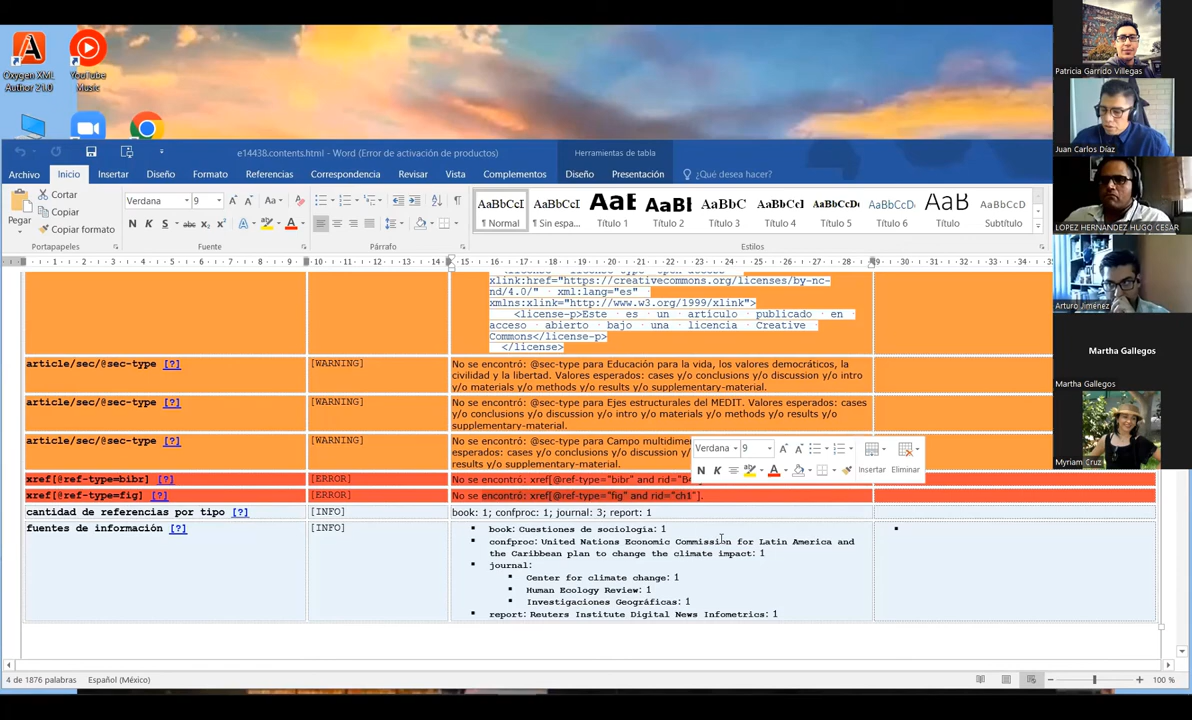 Oxygen XML
Author 21.0
YouTube
Music
Patricia Garrido Villegas
Juan Carlos Díaz
LÓPEZ HERNANDEZ HUGO CESAR
Arturo Jiménez
Martha Gallegos
Martha Gallegos
Myriam Cruz
e14438.contents.html - Word (Error de activación de productos)
Herramientas de tabla
Archivo
Inicio
Insertar
Diseño
Formato
Referencias
Correspondencia
Revisar
Vista
Complementos
Diseño
Presentación
¿Qué desea hacer?
Pegar
Cortar
Copiar
Copiar formato
Portapapeles
Verdana
9
N K S abc
Fuente
Párrafo
AaBbCcI
¶ Normal
AaBbCcI
¶ Sin espa...
AaBb
Título 1
AaBb
Título 2
AaBbC
Título 3
AaBbCc
Título 4
AaBbCc
Título 5
AaBbCcI
Título 6
AaB
Título
AaBbCcD
Subtítulo
Estilos
xlink:href="https://creativecommons.org/licenses/by-nc-
nd/4.0/" xml:lang="es"
xmlns:xlink="http://www.w3.org/1999/xlink">
<license-p>Este es un artículo publicado en
acceso abierto bajo una licencia Creative
Commons</license-p>
</license>
article/sec/@sec-type [?]
[WARNING]
No se encontró: @sec-type para Educación para la vida, los valores democráticos, la
civilidad y la libertad. Valores esperados: cases y/o conclusions y/o discussion y/o intro
y/o materials y/o methods y/o results y/o supplementary-material.
article/sec/@sec-type [?]
[WARNING]
No se encontró: @sec-type para Ejes estructurales del MEDIT. Valores esperados: cases
y/o conclusions y/o discussion y/o intro y/o materials y/o methods y/o results y/o
supplementary-material.
article/sec/@sec-type [?]
[WARNING]
No se encontró: @sec-type para Campo multidime
esperados: cases y/o conclusions y/o discussion y/o
results y/o supplementary-material.
Verdana
9
N K
Insertar
Eliminar
xref[@ref-type=bibr] [?]
[ERROR]
No se encontró: xref[@ref-type="bibr" and rid="B
xref[@ref-type=fig] [?]
[ERROR]
No se encontró: xref[@ref-type="fig" and rid="ch1"].
cantidad de referencias por tipo [?]
[INFO]
book: 1; confproc: 1; journal: 3; report: 1
fuentes de información [?]
[INFO]
book: Cuestiones de sociología: 1
confproc: United Nations Economic Commission for Latin America and
the Caribbean plan to change the climate impact: 1
journal:
Center for climate change: 1
Human Ecology Review: 1
Investigaciones Geográficas: 1
report: Reuters Institute Digital News Infometrics: 1
4 de 1876 palabras
Español (México)
100 %